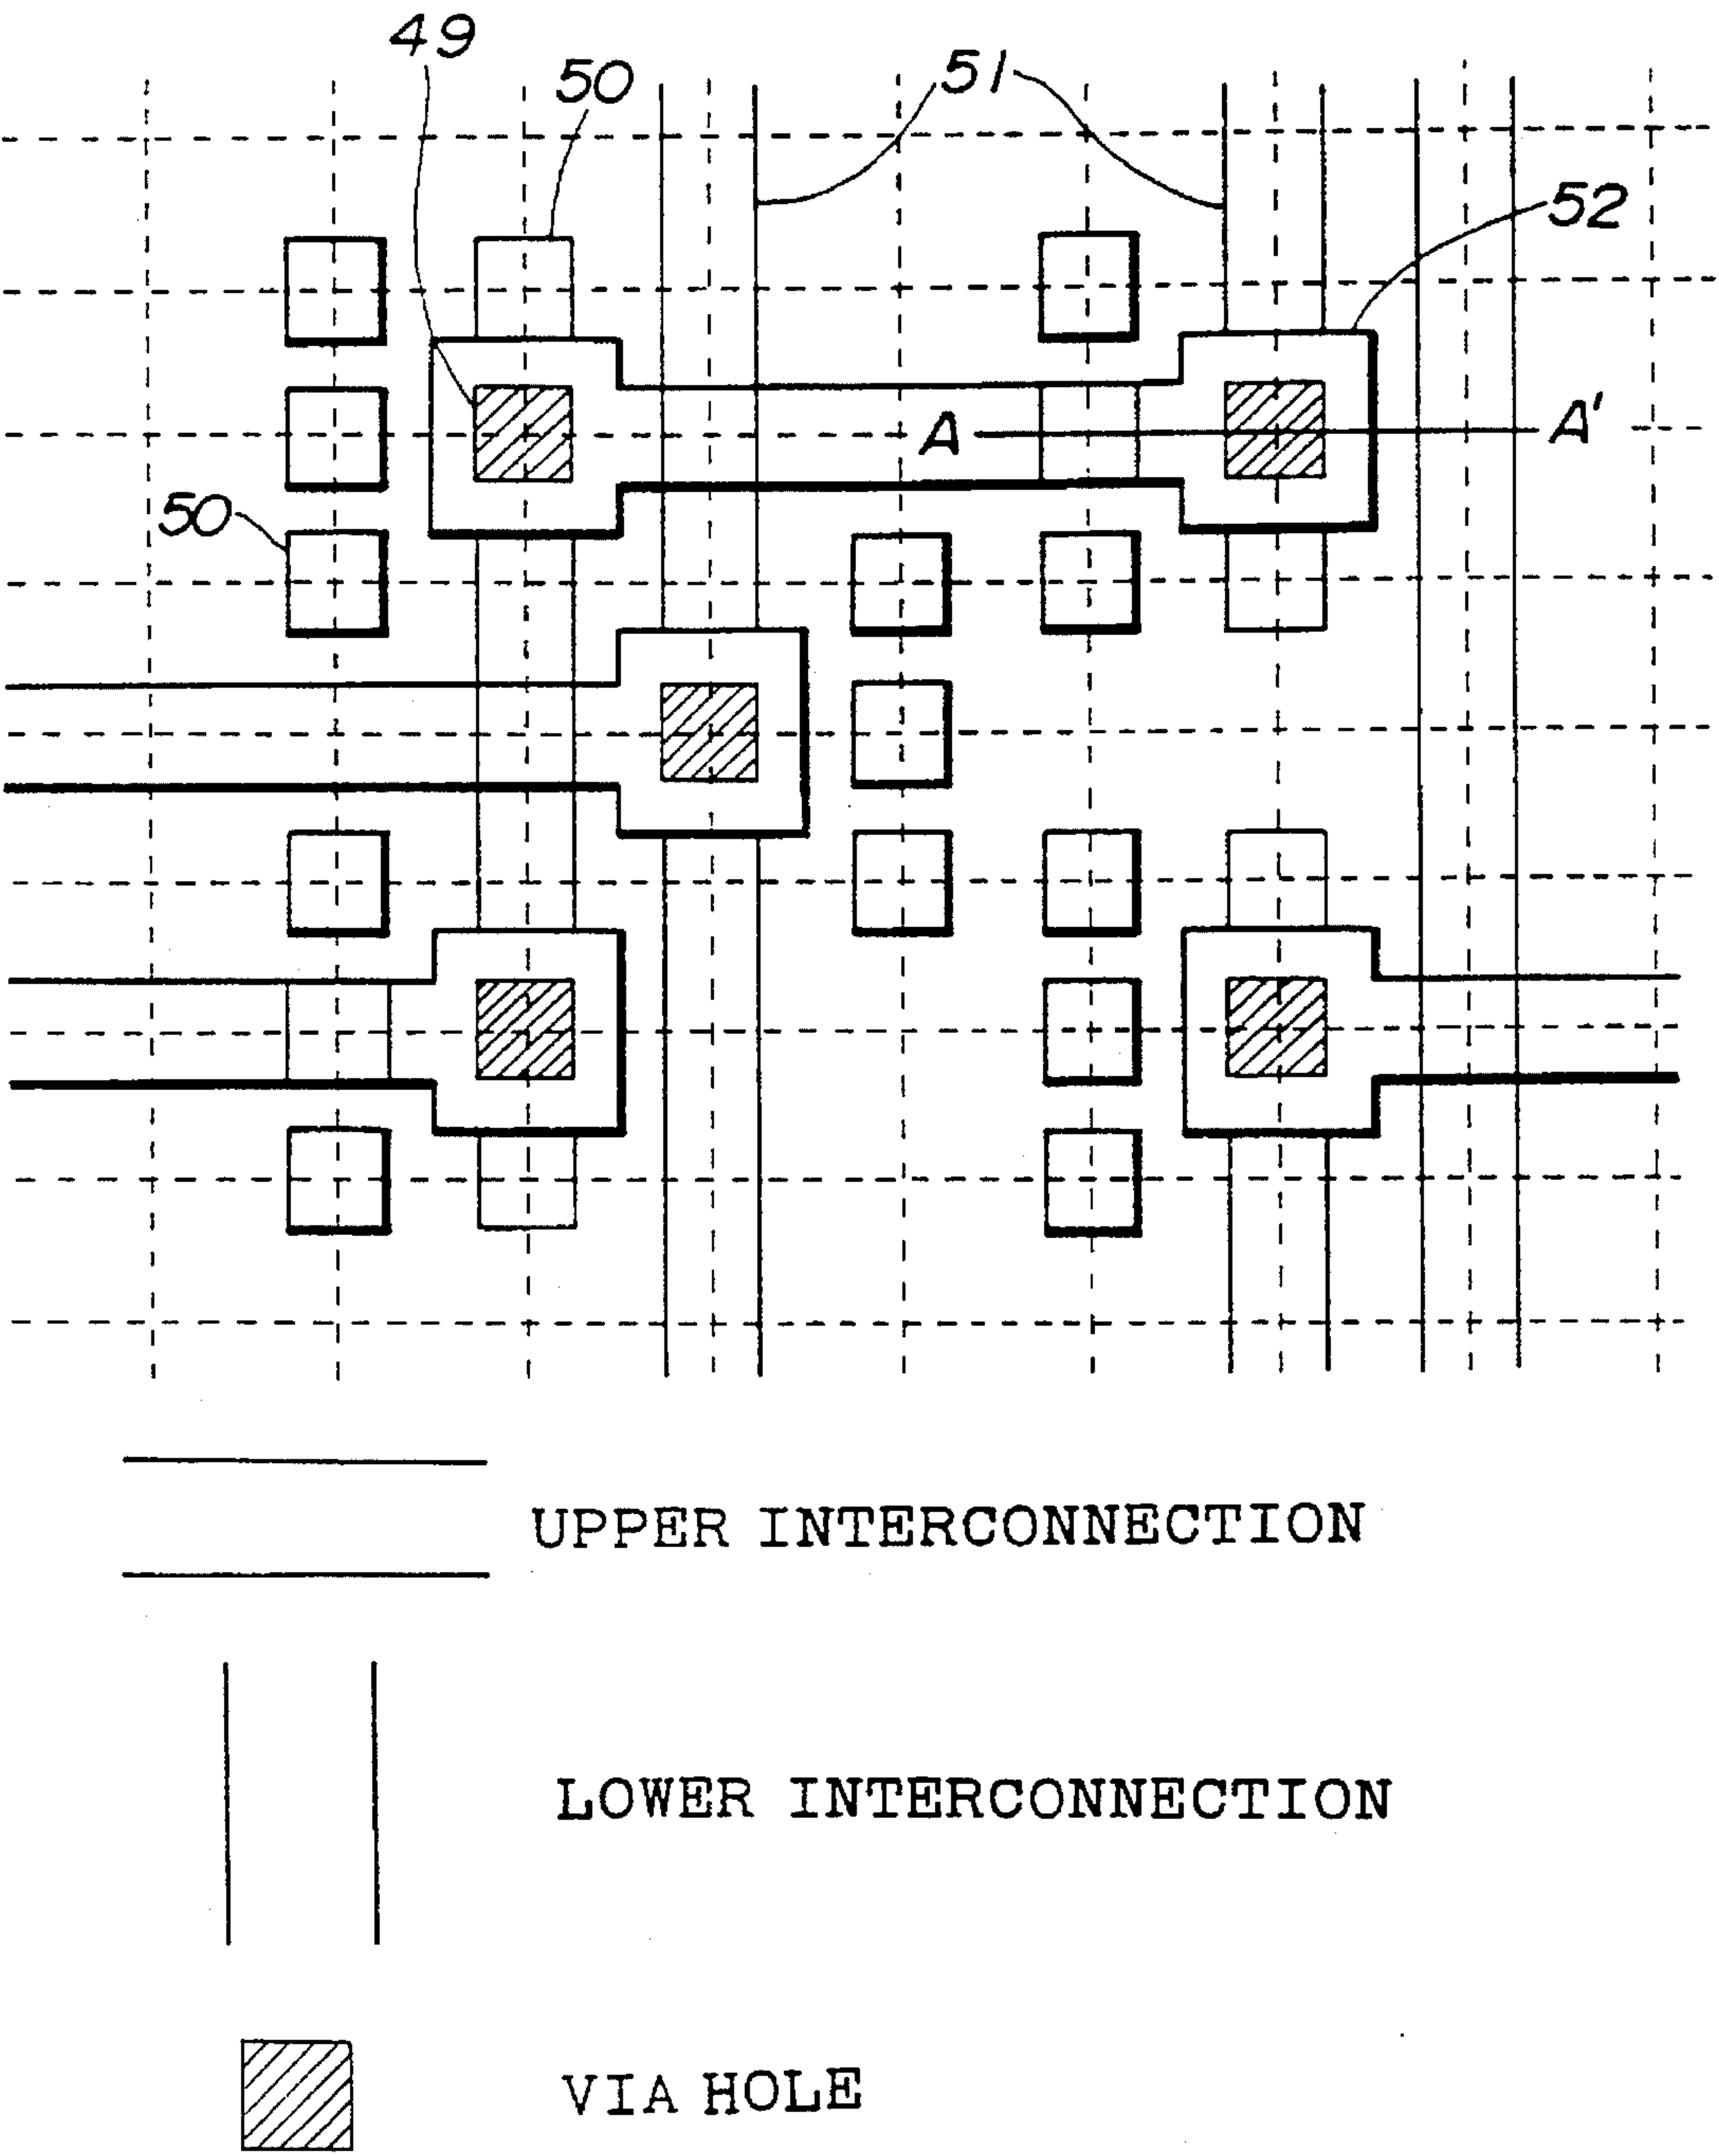 49
50
51
52
A
A'
50
UPPER INTERCONNECTION
LOWER INTERCONNECTION
VIA HOLE